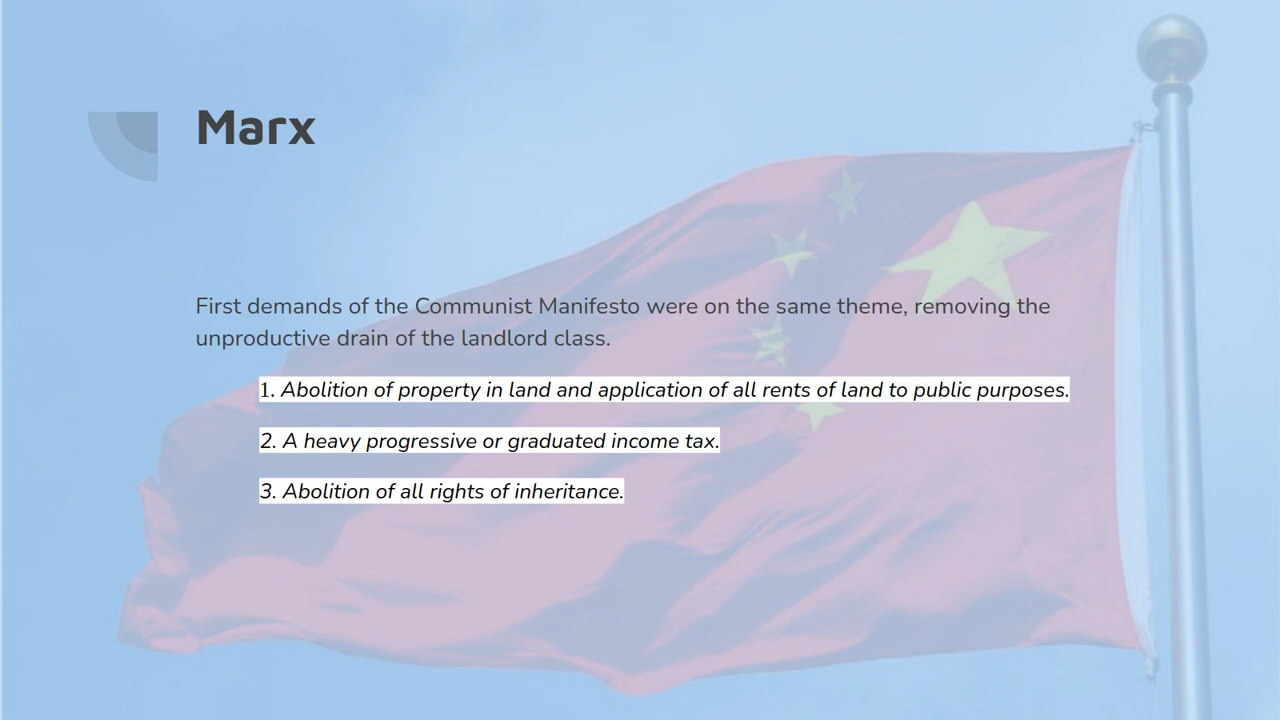 Marx
First demands of the Communist Manifesto were on the same theme, removing the
unproductive drain of the landlord class.
1. Abolition of property in land and application of all rents of land to public purposes.
2. A heavy progressive or graduated income tax.
3. Abolition of all rights of inheritance.